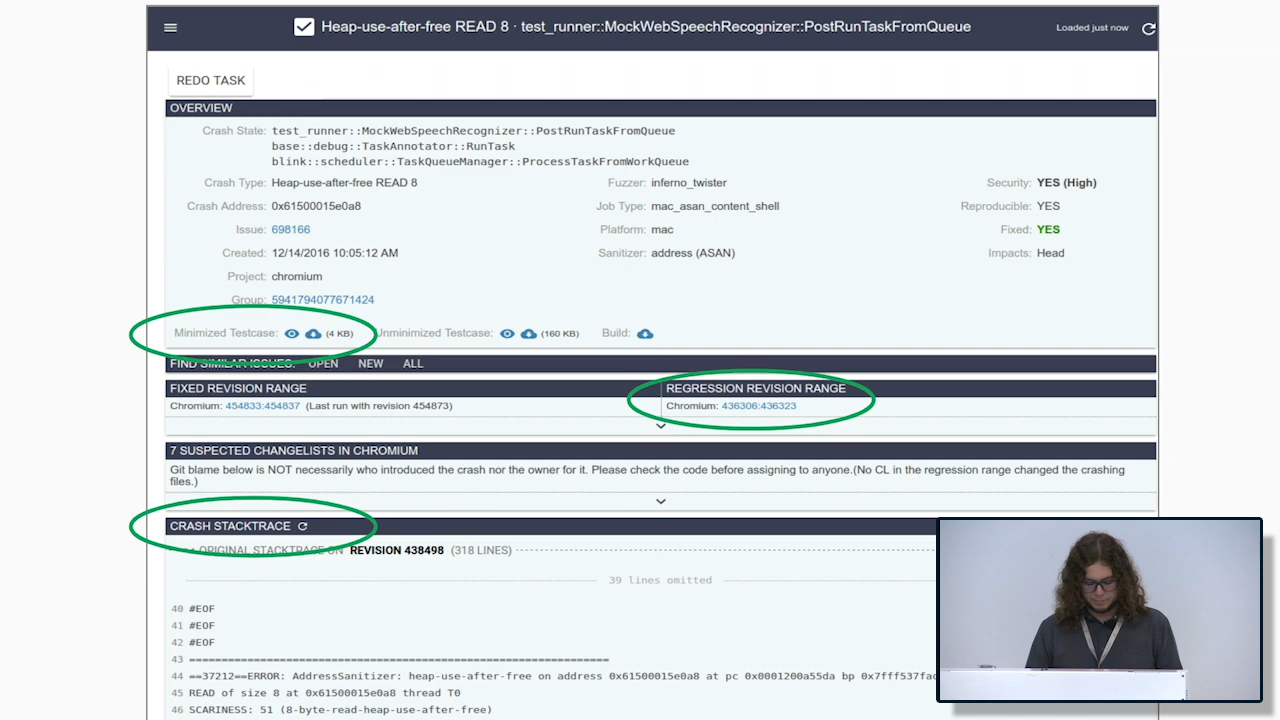 Heap-use-after-free READ 8 · test_runner::MockWebSpeechRecognizer::PostRunTaskFromQueue
Loaded just now
REDO TASK
OVERVIEW
Crash State: test_runner::MockWebSpeechRecognizer::PostRunTaskFromQueue
base::debug::TaskAnnotator::RunTask
blink::scheduler::TaskQueueManager::ProcessTaskFromWorkQueue
Crash Type: Heap-use-after-free READ 8 Fuzzer: inferno_twister Security: YES (High)
Crash Address: 0x61500015e0a8 Job Type: mac_asan_content_shell Reproducible: YES
Issue: 698166 Platform: mac Fixed: YES
Created: 12/14/2016 10:05:12 AM Sanitizer: address (ASAN) Impacts: Head
Project: chromium
Group: 5941794077671424
Minimized Testcase: (4 KB) Unminimized Testcase: (160 KB) Build:
FIND SIMILAR ISSUES: OPEN NEW ALL
FIXED REVISION RANGE REGRESSION REVISION RANGE
Chromium: 454833:454837 (Last run with revision 454873) Chromium: 436306:436323
7 SUSPECTED CHANGELISTS IN CHROMIUM
Git blame below is NOT necessarily who introduced the crash nor the owner for it. Please check the code before assigning to anyone.(No CL in the regression range changed the crashing
files.)
CRASH STACKTRACE
ORIGINAL STACKTRACE ON REVISION 438498 (318 LINES)
39 lines omitted
40 #EOF
41 #EOF
42 #EOF
43 =================================================================
44 ==37212==ERROR: AddressSanitizer: heap-use-after-free on address 0x61500015e0a8 at pc 0x0001200a55da bp 0x7fff537fac
45 READ of size 8 at 0x61500015e0a8 thread T0
46 SCARINESS: 51 (8-byte-read-heap-use-after-free)